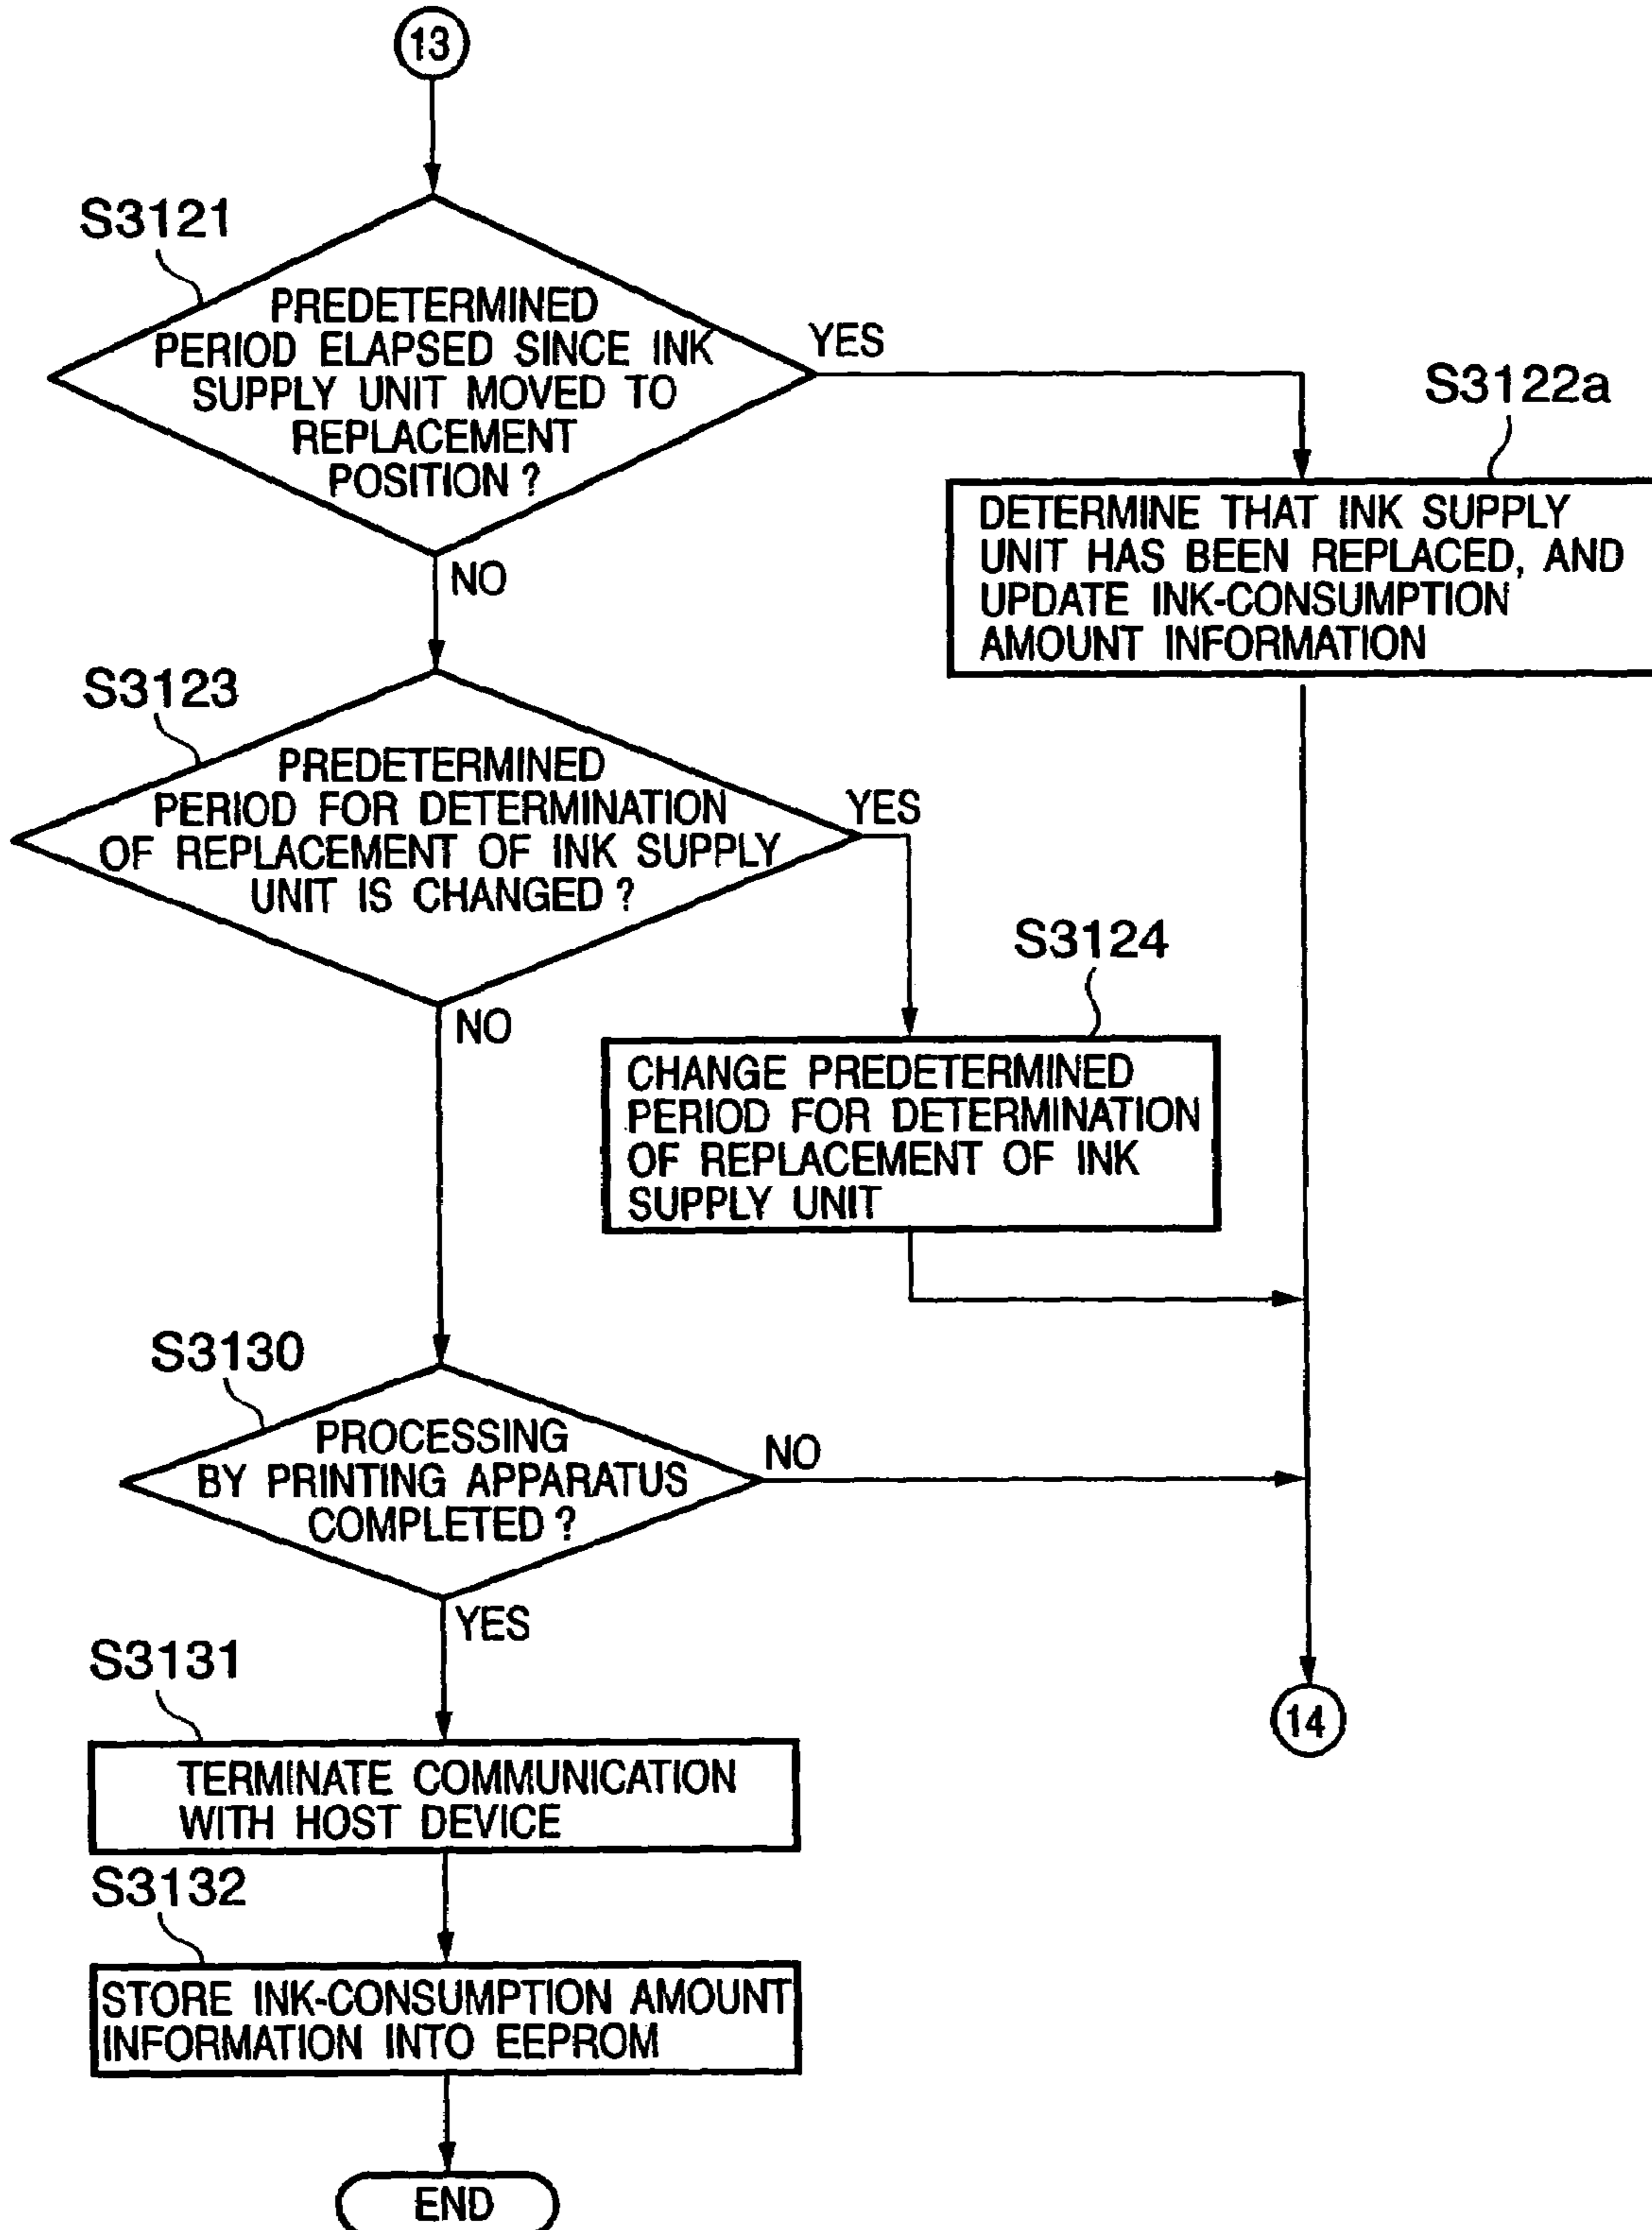 13
S3121
PREDETERMINED
PERIOD ELAPSED SINCE INK
SUPPLY UNIT MOVED TO
REPLACEMENT
POSITION ?
YES
NO
S3122a
DETERMINE THAT INK SUPPLY
UNIT HAS BEEN REPLACED, AND
UPDATE INK-CONSUMPTION
AMOUNT INFORMATION
S3123
PREDETERMINED
PERIOD FOR DETERMINATION
OF REPLACEMENT OF INK SUPPLY
UNIT IS CHANGED ?
YES
NO
S3124
CHANGE PREDETERMINED
PERIOD FOR DETERMINATION
OF REPLACEMENT OF INK
SUPPLY UNIT
S3130
PROCESSING
BY PRINTING APPARATUS
COMPLETED ?
NO
YES
S3131
TERMINATE COMMUNICATION
WITH HOST DEVICE
14
S3132
STORE INK-CONSUMPTION AMOUNT
INFORMATION INTO EEPROM
END